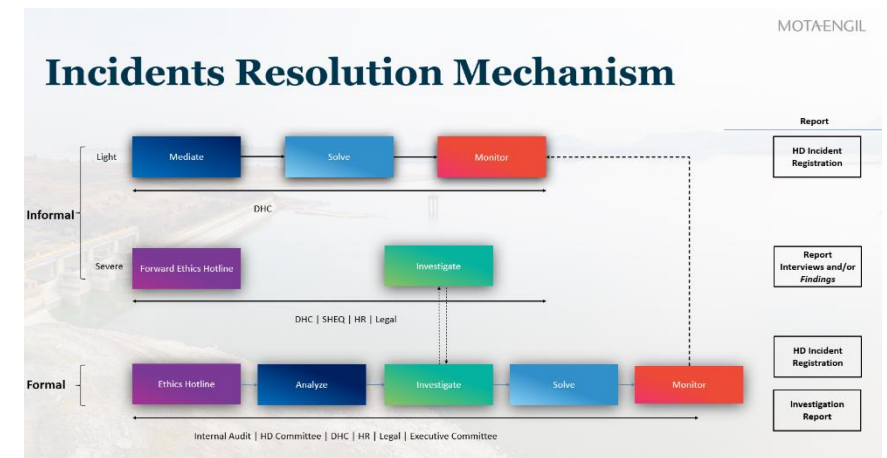 MOTA-ENGIL
Incidents Resolution Mechanism
Report
Light
Mediate
Solve
Monitor
HD Incident
Registration
DHC
Informal
Severe
Forward Ethics Hotline
Investigate
Report
Interviews and/or
Findings
DHC | SHEQ | HR | Legal
HD Incident
Registration
Formal
Ethics Hotline
Analyze
Investigate
Solve
Monitor
Investigation
Report
Internal Audit | HD Committee | DHC | HR | Legal | Executive Committee